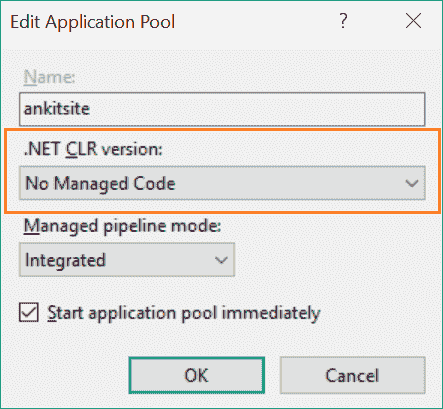 Edit Application Pool ?
Name:
ankitsite
.NET CLR version:
No Managed Code
Managed pipeline mode:
Integrated
Start application pool immediately
OK Cancel